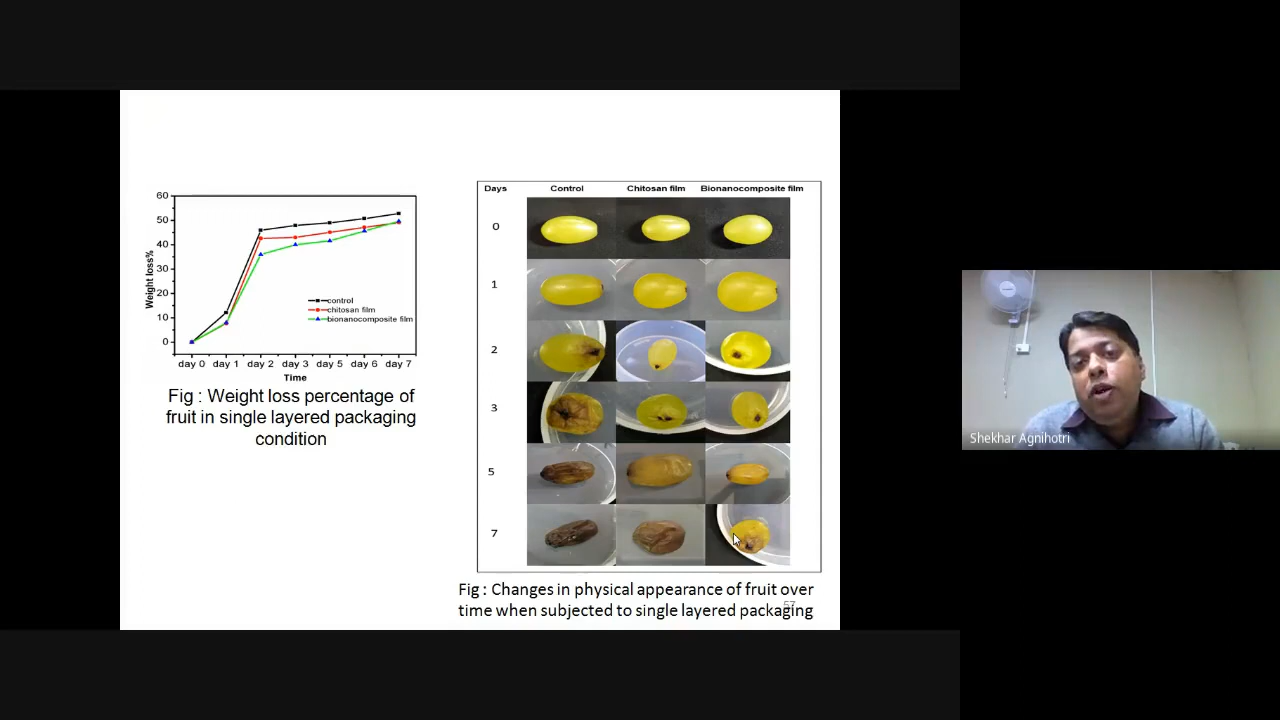 60
50
40
30
20
10
0
Weight loss%
control
chitosan film
bionanocomposite film
day 0 day 1 day 2 day 3 day 4 day 5 day 6 day 7
Time
Fig : Weight loss percentage of
fruit in single layered packaging
condition
Days Control Chitosan film Bionanocomposite film
0
1
2
3
5
7
Fig : Changes in physical appearance of fruit over
time when subjected to single layered packaging
57
Shekhar Agnihotri